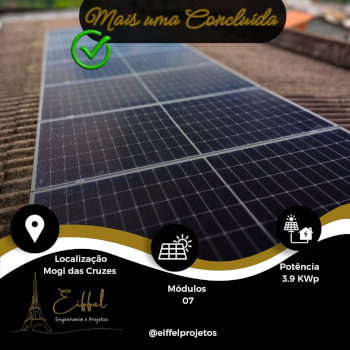 Mais uma Concluída
Localização
Mogi das Cruzes
Módulos
07
Potência
3.9 KWp
Eiffel
Engenharia e Projetos
@eiffelprojetos